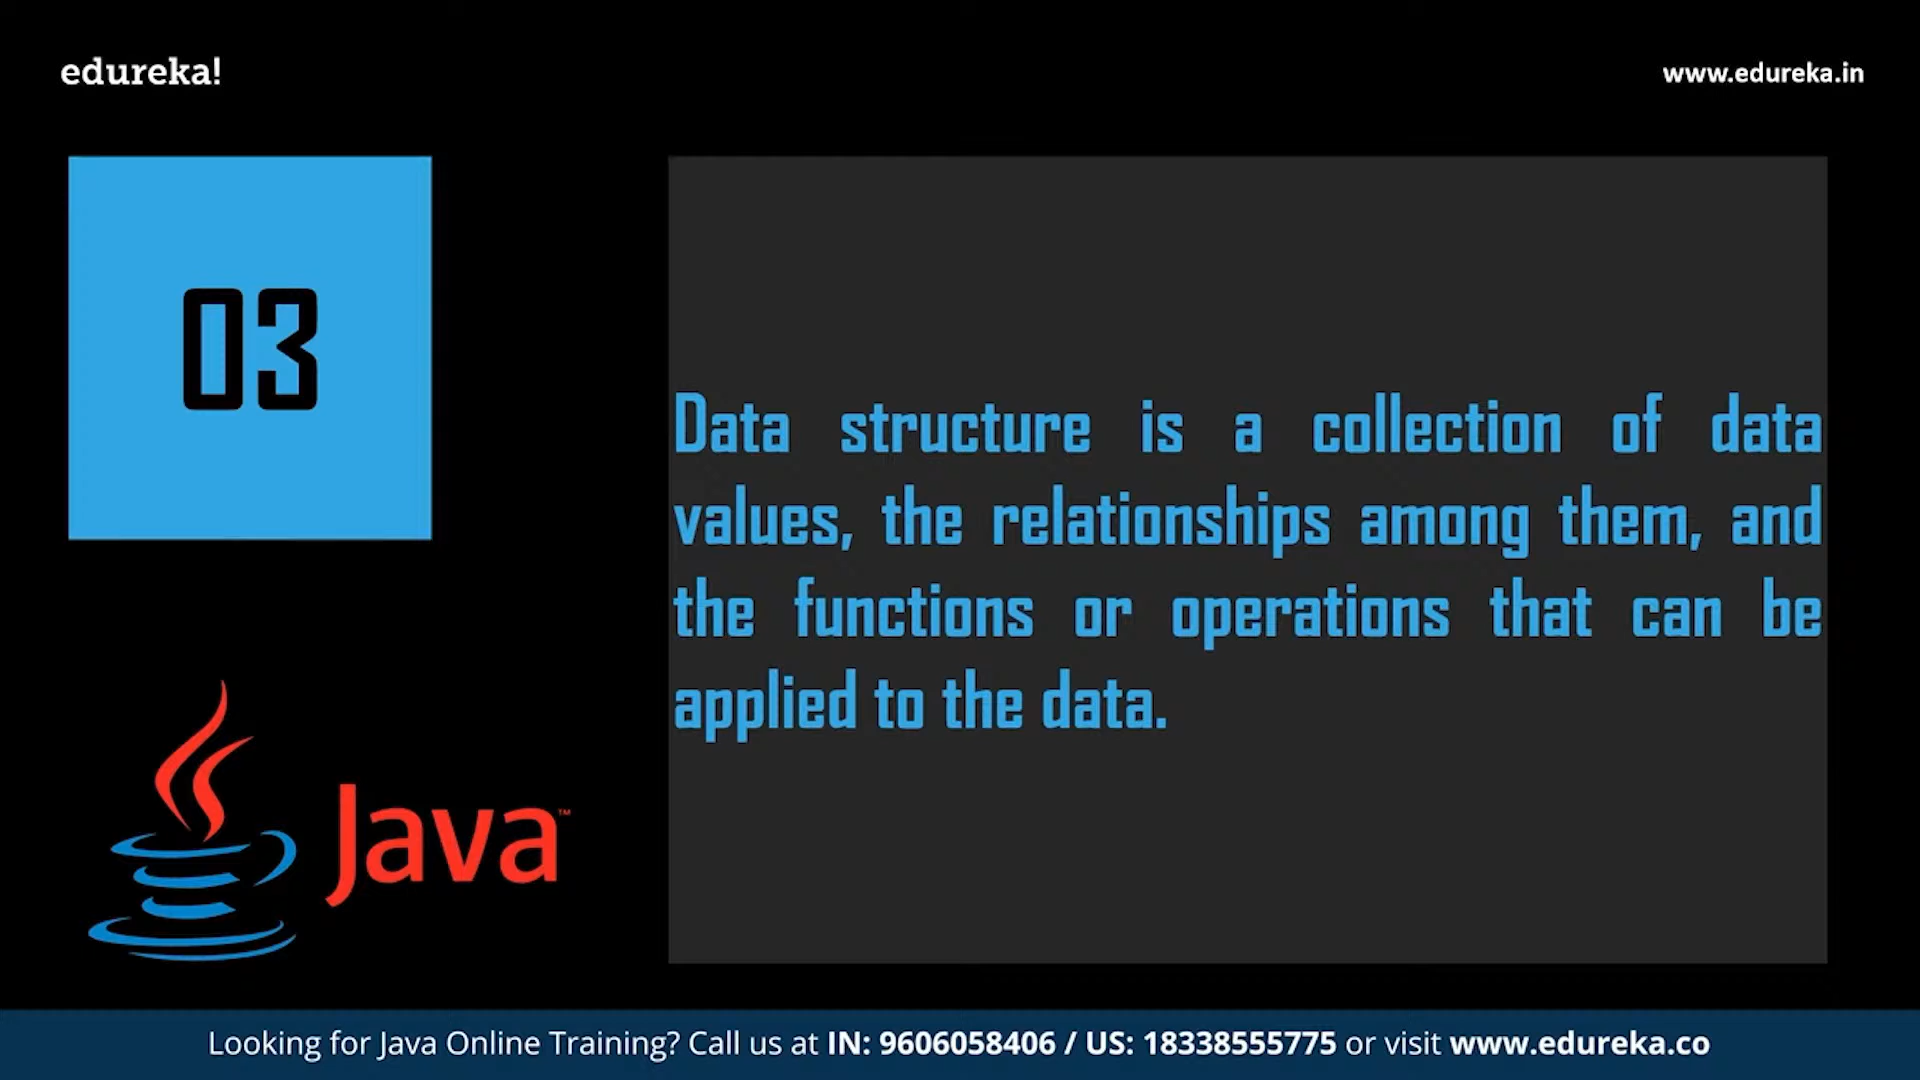 edureka!
www.edureka.in
03
Data structure is a collection of data
values, the relationships among them, and
the functions or operations that can be
applied to the data.
Java™
Looking for Java Online Training? Call us at IN: 9606058406 / US: 18338555775 or visit www.edureka.co